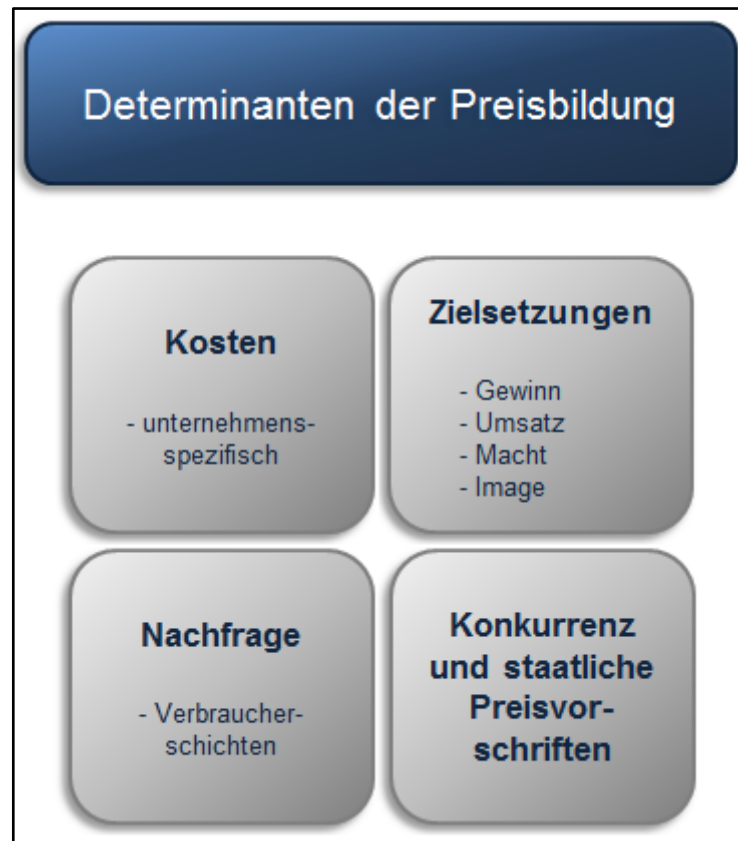 Determinanten der Preisbildung
Kosten
- unternehmens-
spezifisch
Zielsetzungen
- Gewinn
- Umsatz
- Macht
- Image
Nachfrage
- Verbraucher-
schichten
Konkurrenz
und staatliche
Preisvor-
schriften